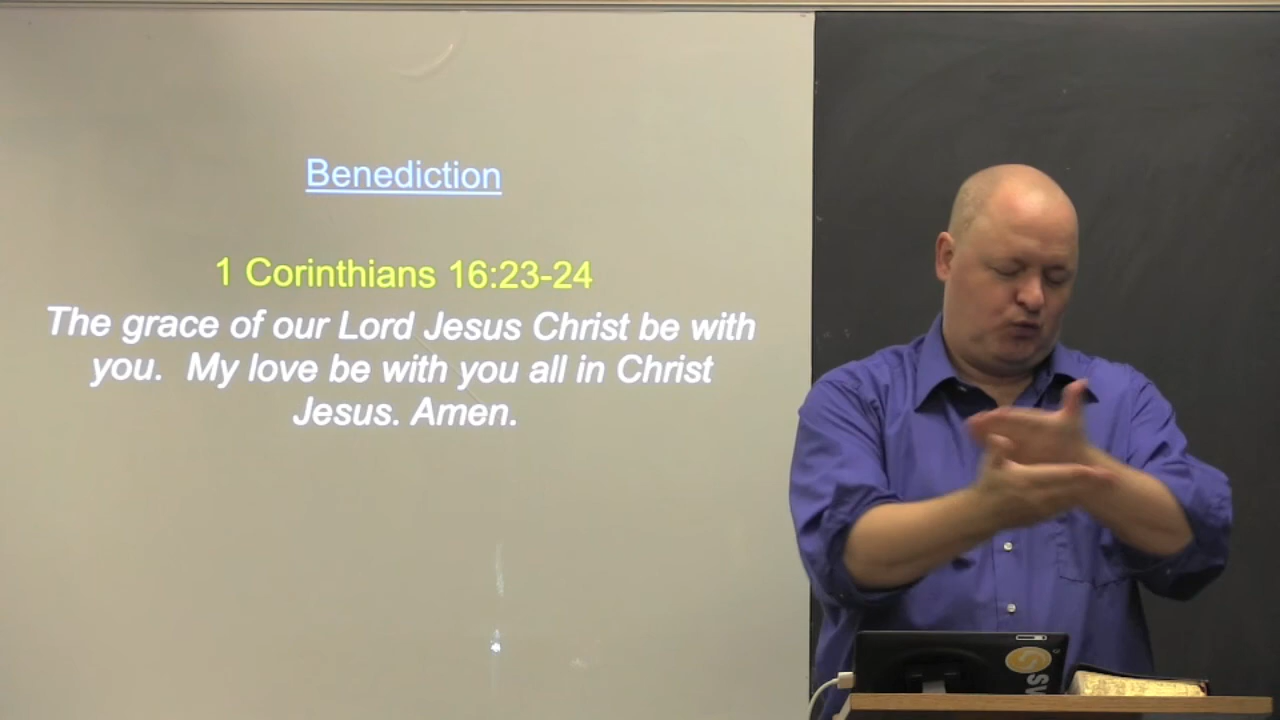 Benediction
1 Corinthians 16:23-24
The grace of our Lord Jesus Christ be with
you.  My love be with you all in Christ
Jesus. Amen.
SV